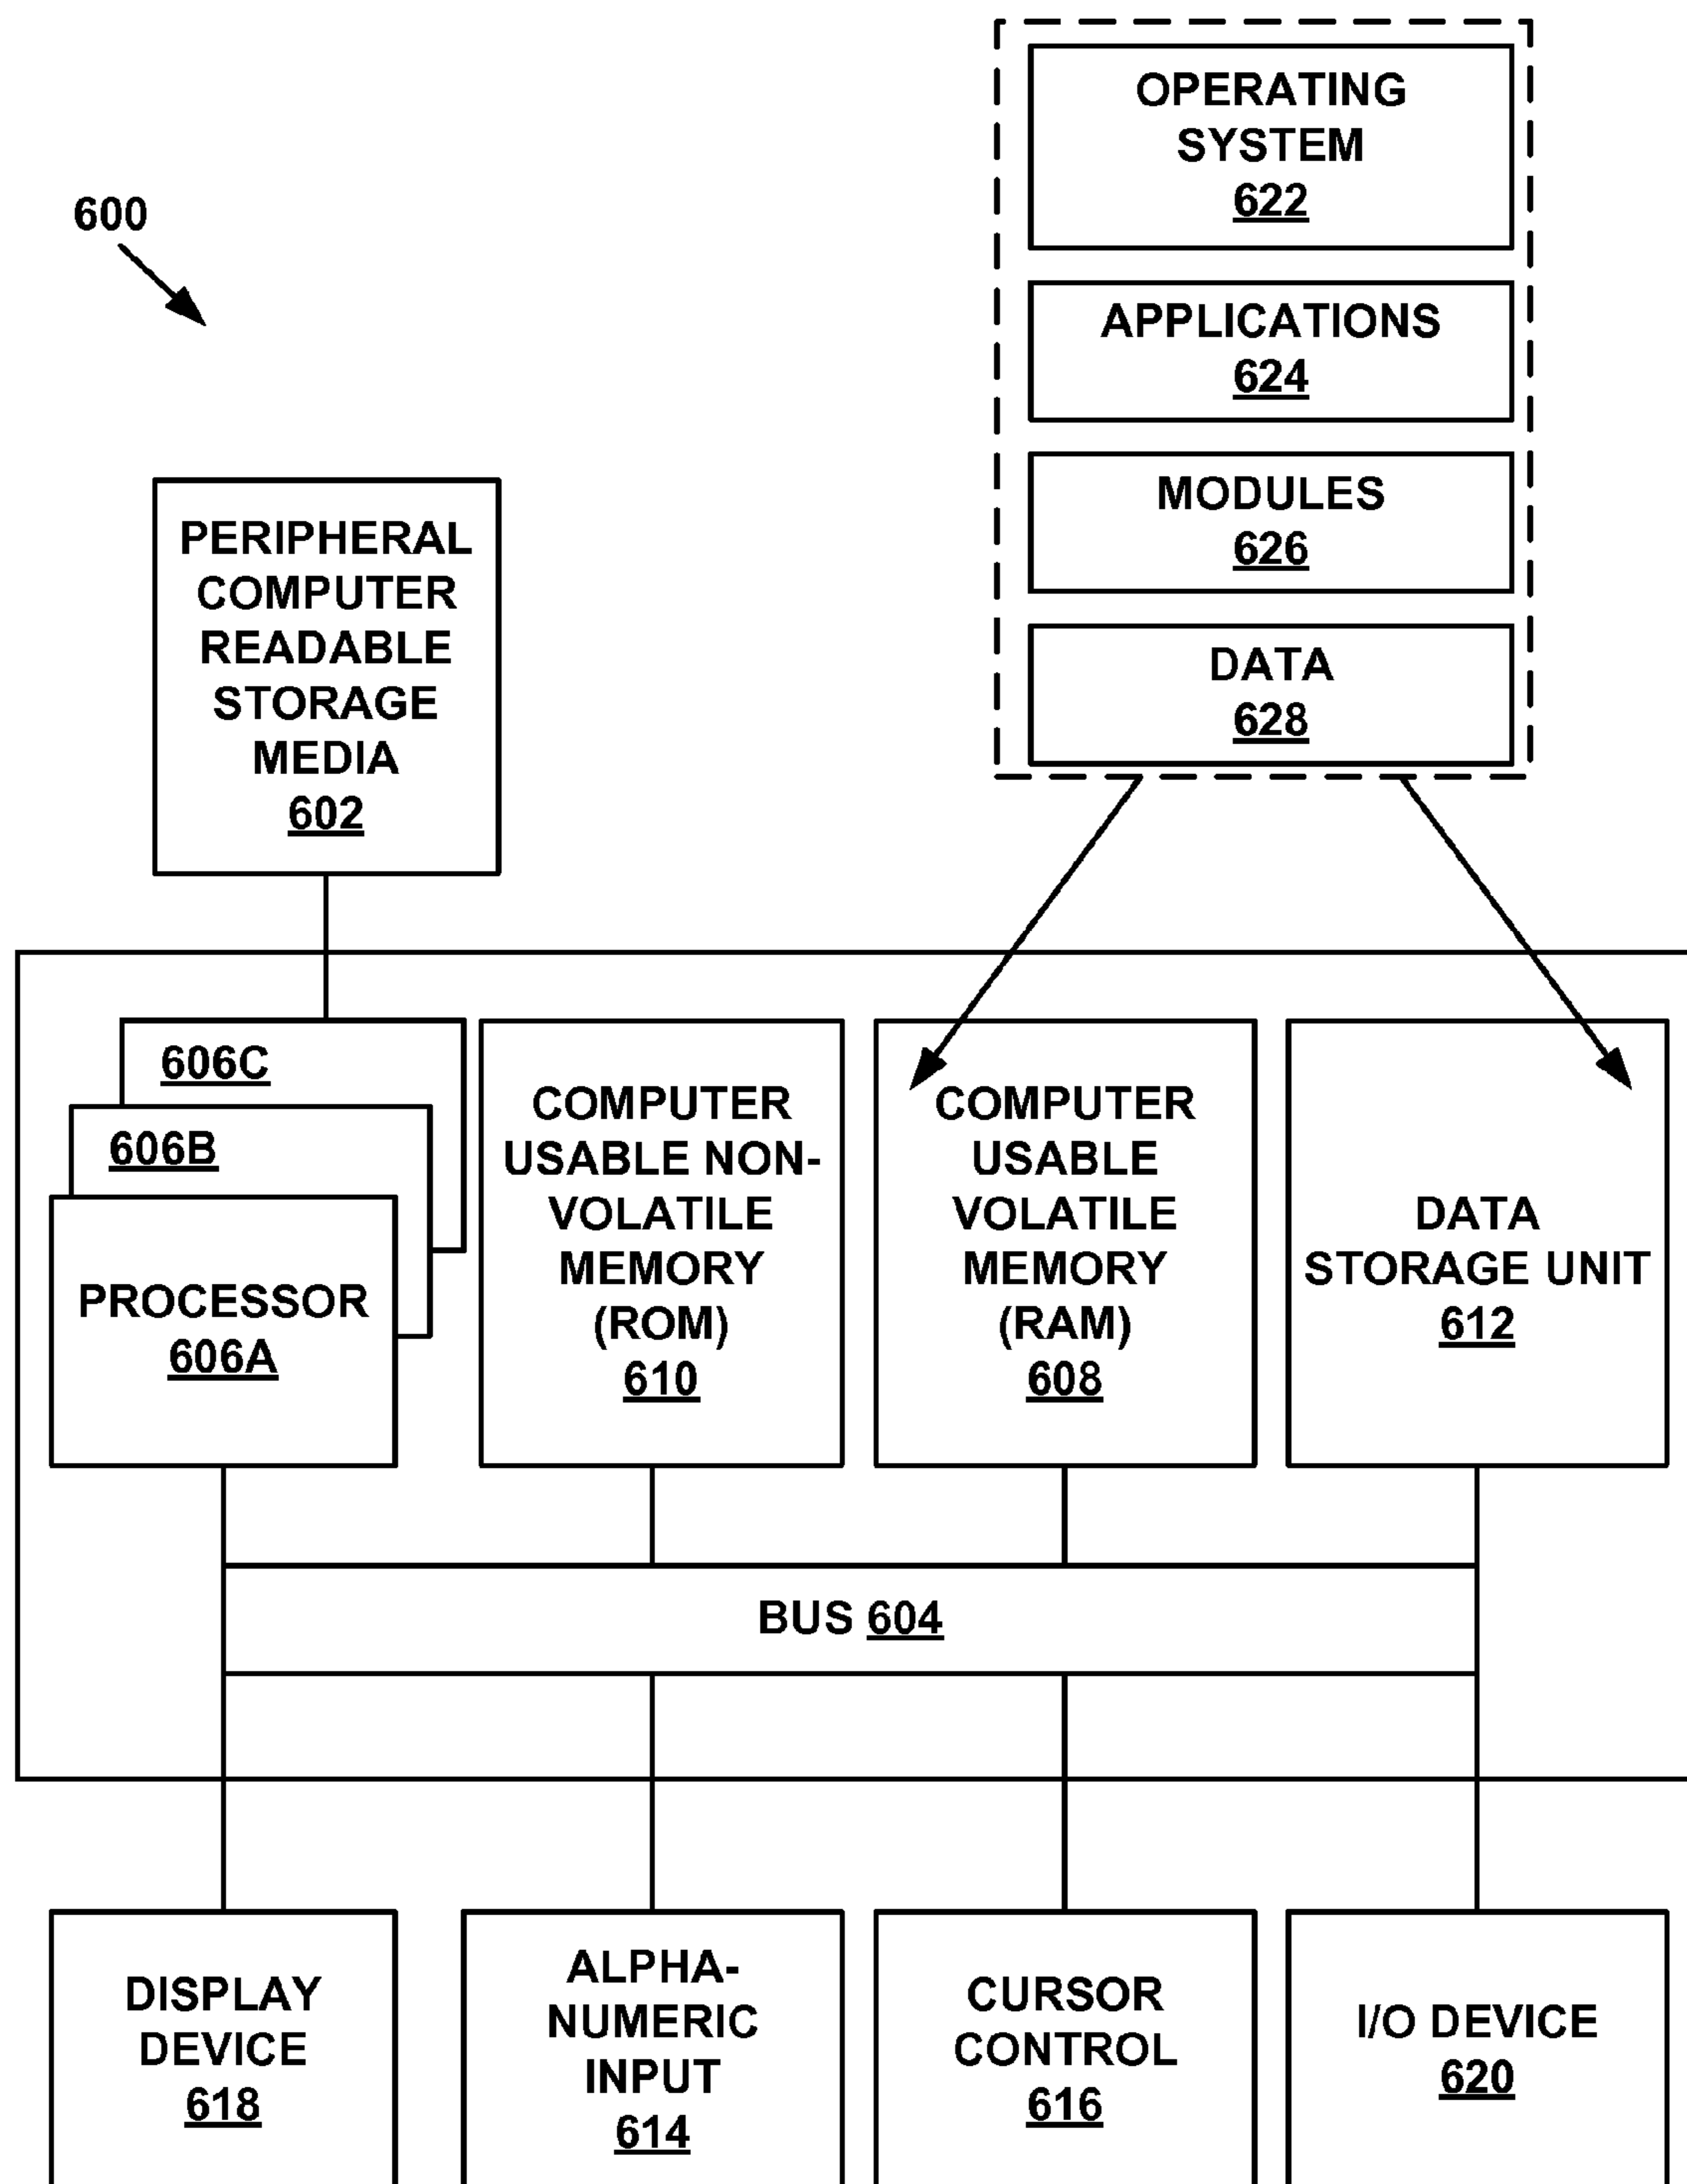 OPERATING
SYSTEM
622
600
APPLICATIONS
624
MODULES
626
PERIPHERAL
COMPUTER
READABLE
STORAGE
MEDIA
602
DATA
628
606C
606B
PROCESSOR
606A
COMPUTER
USABLE NON-
VOLATILE
MEMORY
(ROM)
610
COMPUTER
USABLE
VOLATILE
MEMORY
(RAM)
608
DATA
STORAGE UNIT
612
BUS 604
DISPLAY
DEVICE
618
ALPHA-
NUMERIC
INPUT
614
CURSOR
CONTROL
616
I/O DEVICE
620